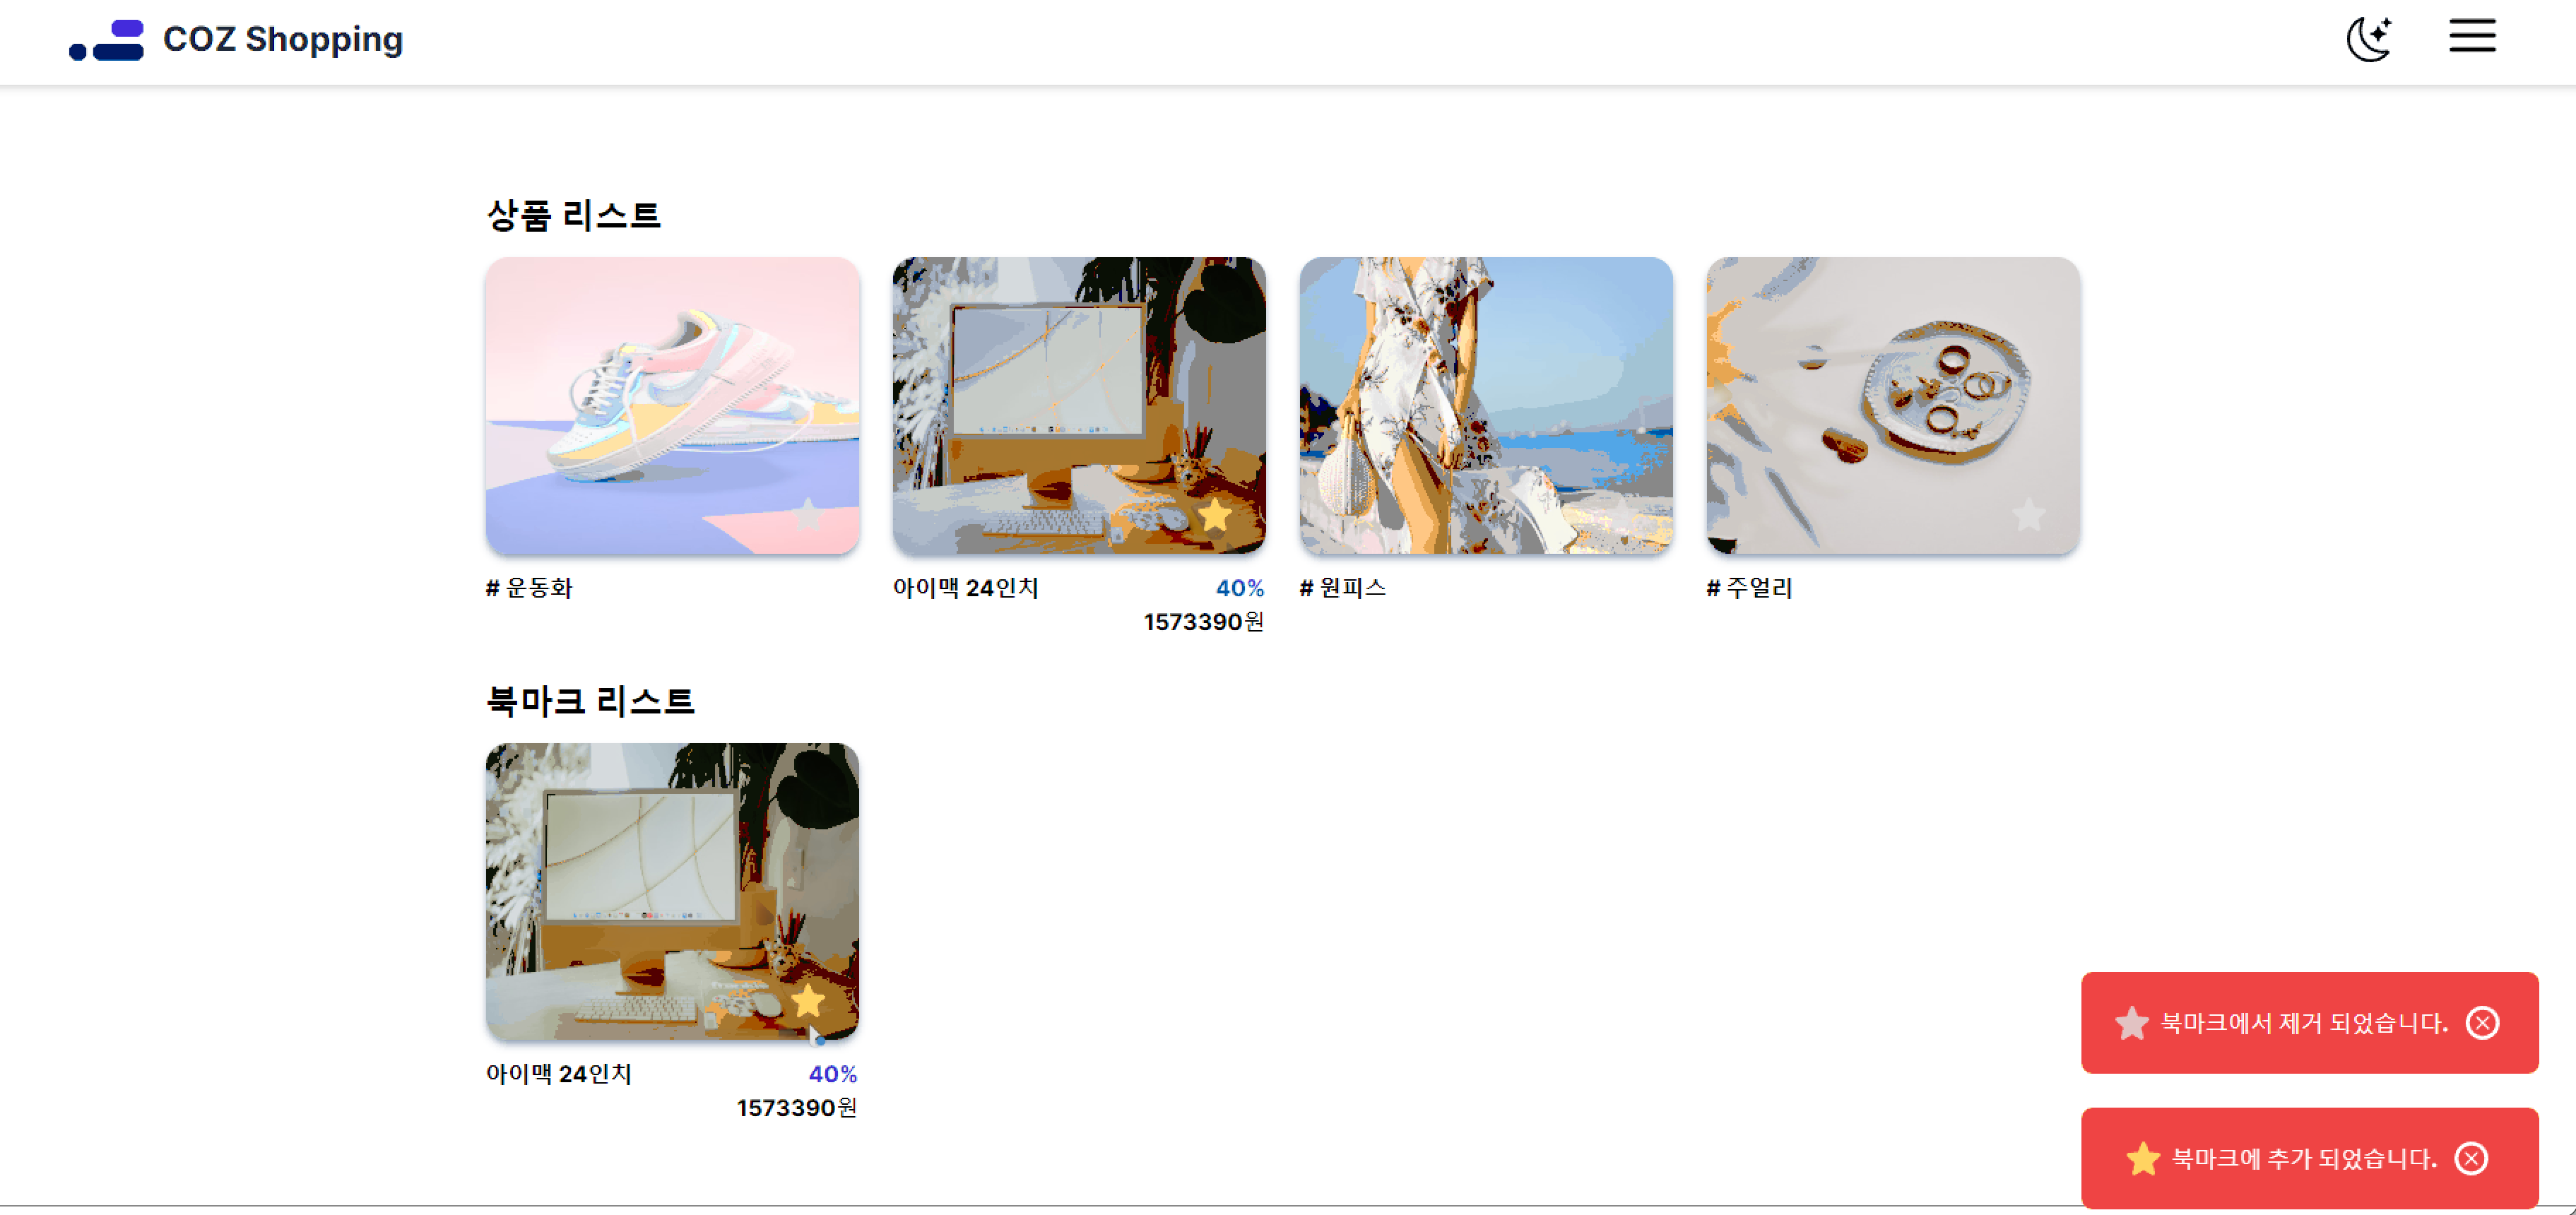 COZ Shopping
상품 리스트
# 운동화
아이맥 24인치 40%
1573390원
# 원피스
# 주얼리
북마크 리스트
아이맥 24인치 40%
1573390원
북마크에서 제거 되었습니다.
북마크에 추가 되었습니다.